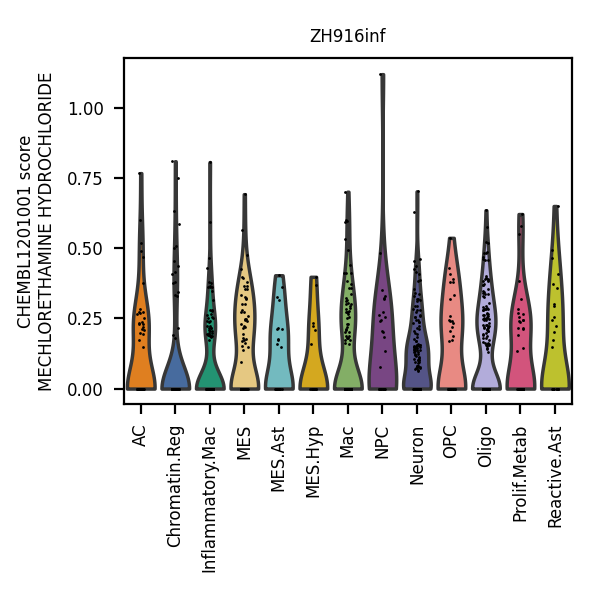 ZH916inf
CHEMBL1201001 score
MECHLORETHAMINE HYDROCHLORIDE
1.00
0.75
0.50
0.25
0.00
AC
Chromatin.Reg
Inflammatory.Mac
MES
MES.Ast
MES.Hyp
Mac
NPC
Neuron
OPC
Oligo
Prolif.Metab
Reactive.Ast